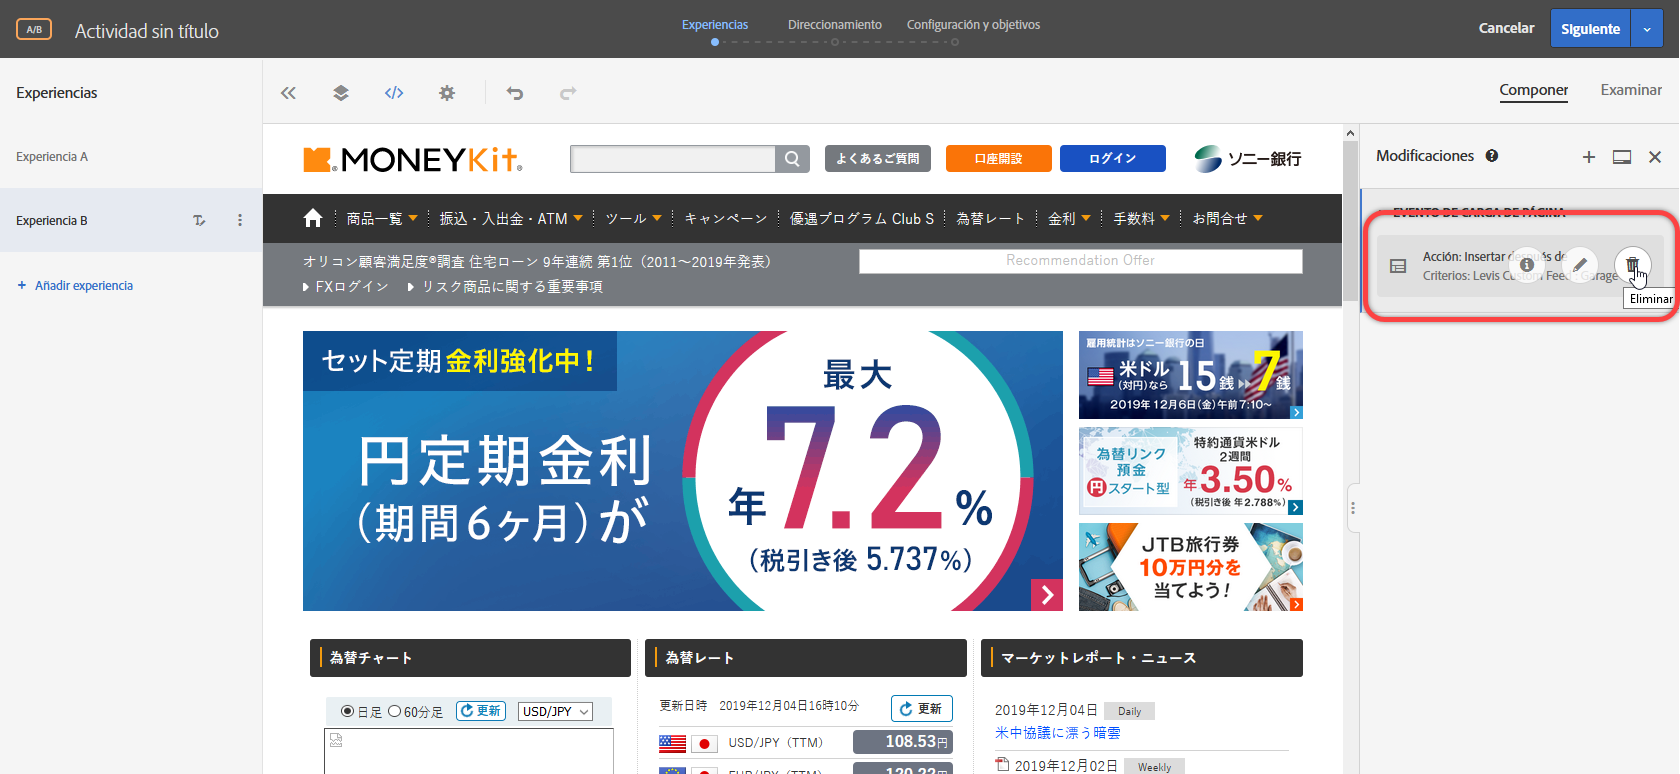 A/B
Actividad sin título
Experiencias
Direccionamiento
Configuración y objetivos
Cancelar
Siguiente
Experiencias
Experiencia A
Experiencia B
+ Añadir experiencia
Componer
Examinar
MONEYKit
よくあるご質問
口座開設
ログイン
ソニー銀行
商品一覧
振込・入出金・ATM
ツール
キャンペーン
優遇プログラム Club S
為替レート
金利
手数料
お問合せ
オリコン顧客満足度®調査 住宅ローン 9年連続 第1位（2011～2019年発表）
Recommendation Offer
FXログイン
リスク商品に関する重要事項
セット定期 金利強化中！
円定期金利
（期間6ヶ月）が
最大
年 7.2 %
（税引き後 5.737%）
雇用統計はソニー銀行の日
米ドル
(対円)なら
15銭 7銭
2019年12月6日(金)午前7:10～
為替リンク
預金
円スタート型
特約通貨米ドル
2週間
年3.50%
(税引き後 年2.788%)
JTB旅行券
10万円分を
当てよう！
為替チャート
日足 60分足 更新 USD/JPY
為替レート
更新日時 2019年12月04日16時10分
更新
USD/JPY（TTM） 108.53円
EUR/JPY（TTM）
マーケットレポート・ニュース
2019年12月04日 Daily
米中協議に漂う暗雲
2019年12月02日 Weekly
Modificaciones
EVENTO DE CARGA DE PÁGINA
Acción: Insertar después de
Criterios: Levis Custom Feed : Garage
Eliminar